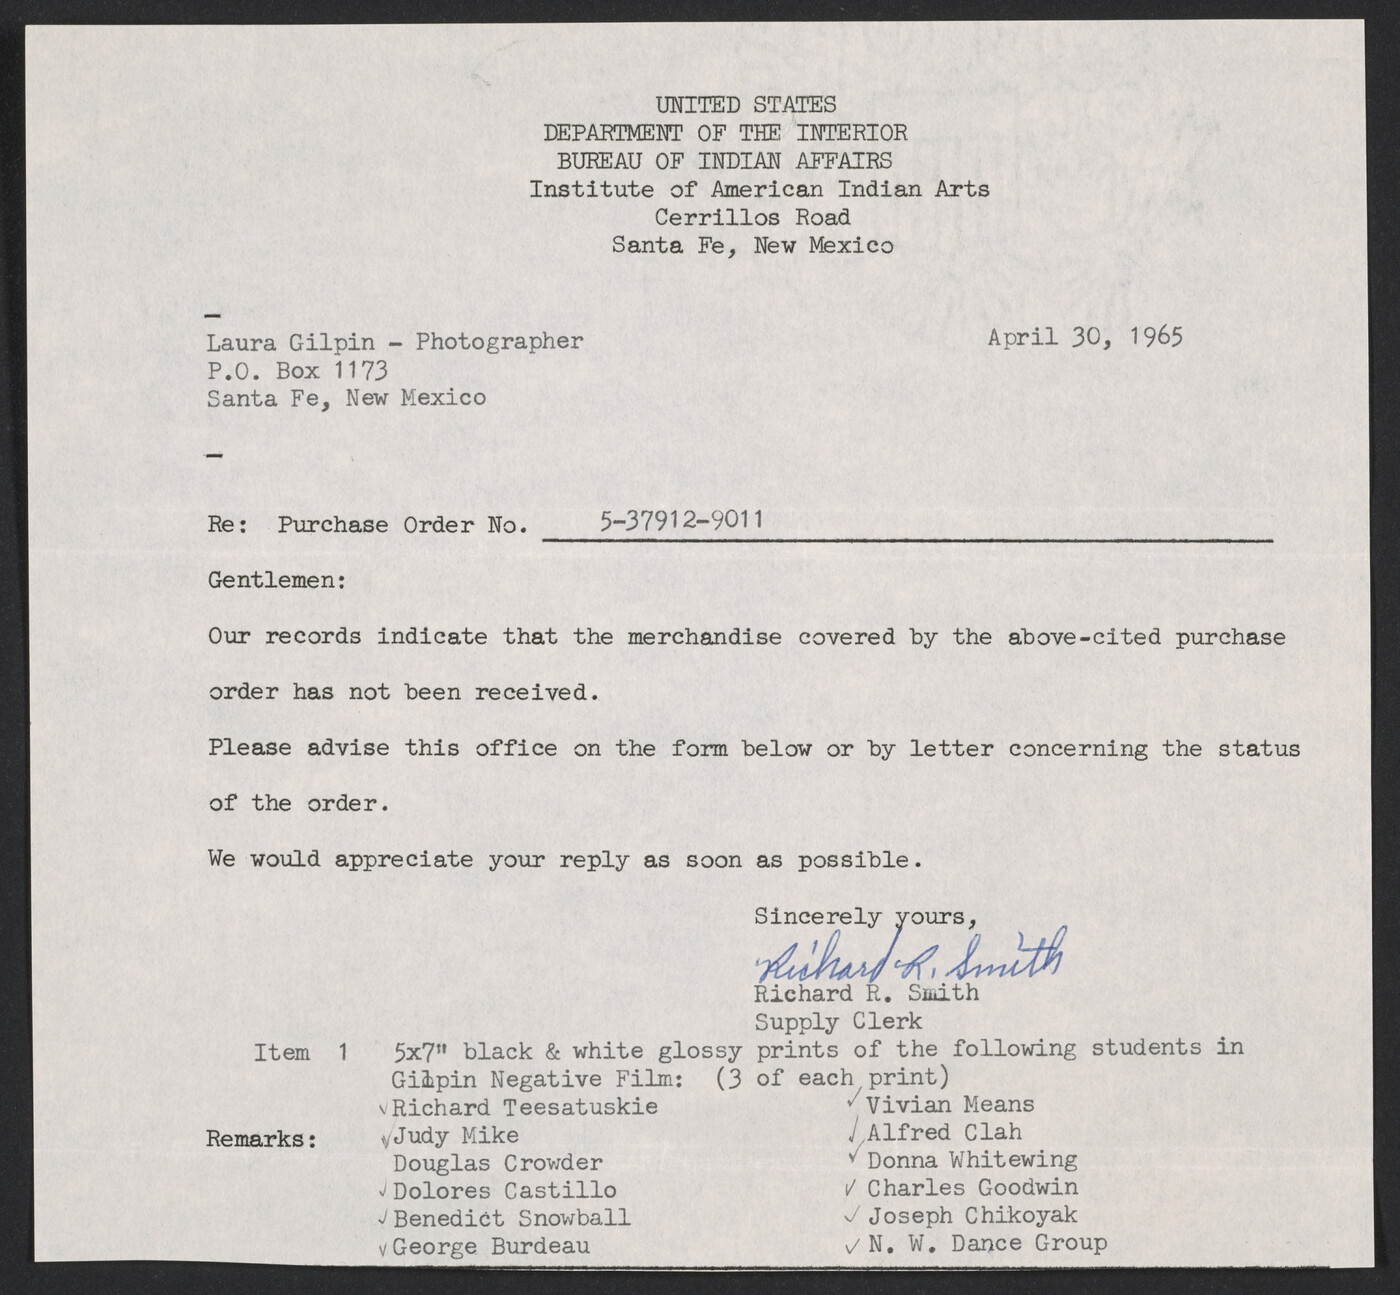 UNITED STATES
DEPARTMENT OF THE INTERIOR
BUREAU OF INDIAN AFFAIRS
Institute of American Indian Arts
Cerrillos Road
Santa Fe, New Mexico
Laura Gilpin - Photographer
April 30, 1965
P.O. Box 1173
Santa Fe, New Mexico
Re: Purchase Order No. 5-37912-9011
Gentlemen:
Our records indicate that the merchandise covered by the above-cited purchase
order has not been received.
Please advise this office on the form below or by letter concerning the status
of the order.
We would appreciate your reply as soon as possible.
Sincerely yours,
Richard R. Smith
Richard R. Smith
Supply Clerk
Item 1 5x7" black & white glossy prints of the following students in
Gilpin Negative Film: (3 of each print)
✓Richard Teesatuskie ✓Vivian Means
Remarks: ✓Judy Mike ✓Alfred Clah
Douglas Crowder ✓Donna Whitewing
✓Dolores Castillo ✓Charles Goodwin
✓Benedict Snowball ✓Joseph Chikoyak
✓George Burdeau ✓N. W. Dance Group